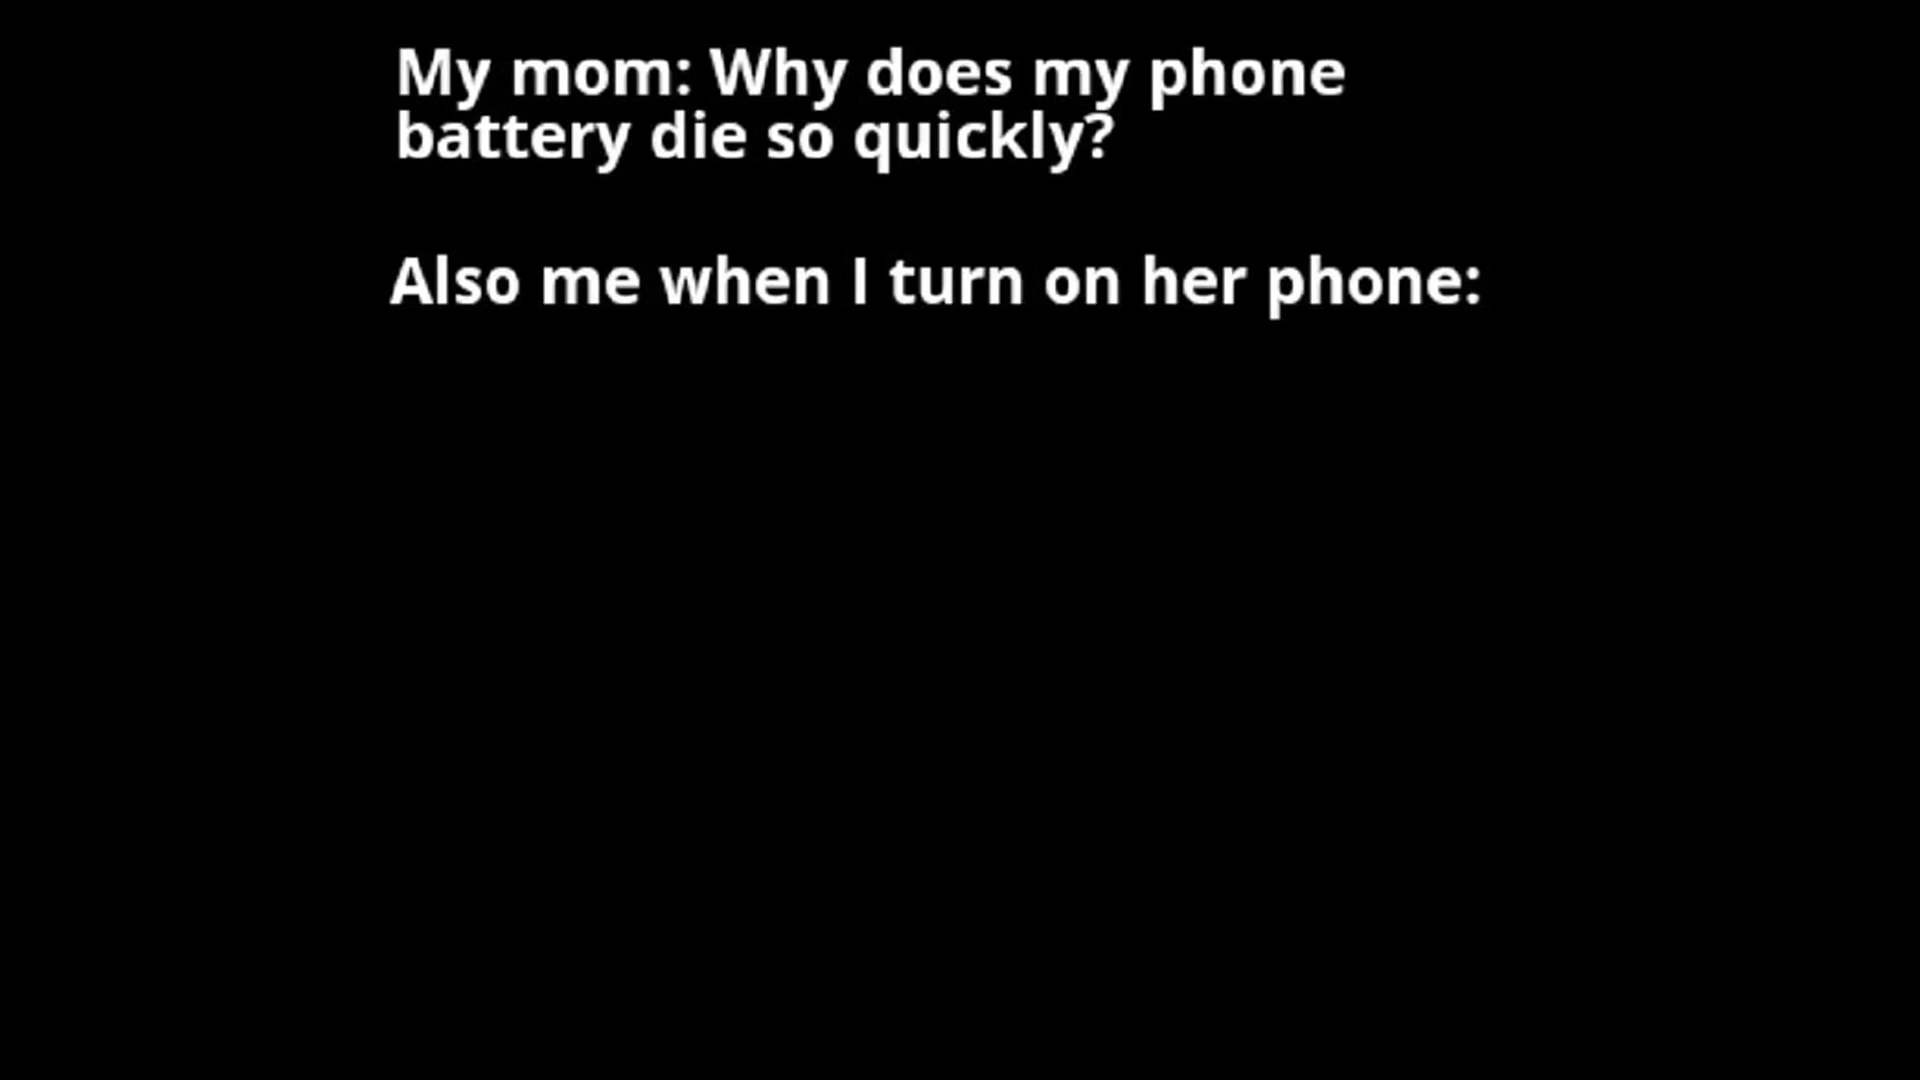 My mom: Why does my phone
battery die so quickly?
Also me when I turn on her phone: